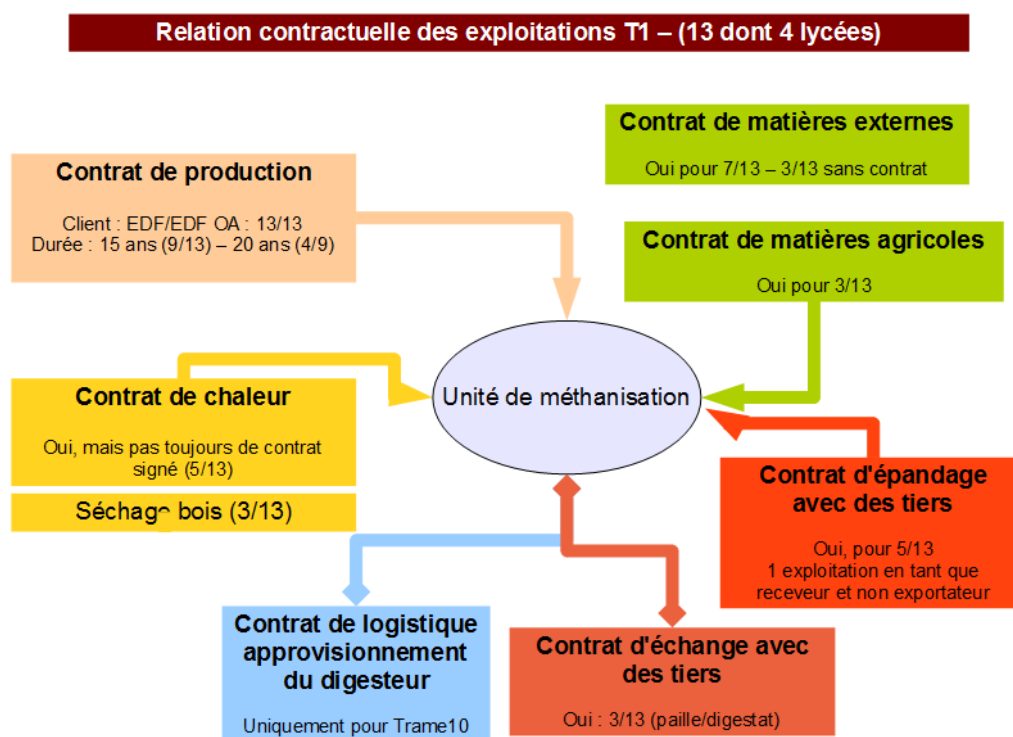 Relation contractuelle des exploitations T1 – (13 dont 4 lycées)
Contrat de matières externes
Oui pour 7/13 – 3/13 sans contrat
Contrat de production
Client : EDF/EDF OA : 13/13
Durée : 15 ans (9/13) – 20 ans (4/9)
Contrat de matières agricoles
Oui pour 3/13
Unité de méthanisation
Contrat de chaleur
Oui, mais pas toujours de contrat
signé (5/13)
Séchage bois (3/13)
Contrat d'épandage
avec des tiers
Oui, pour 5/13
1 exploitation en tant que
receveur et non exportateur
Contrat de logistique
approvisionnement
du digesteur
Uniquement pour Trame10
Contrat d'échange avec
des tiers
Oui : 3/13 (paille/digestat)